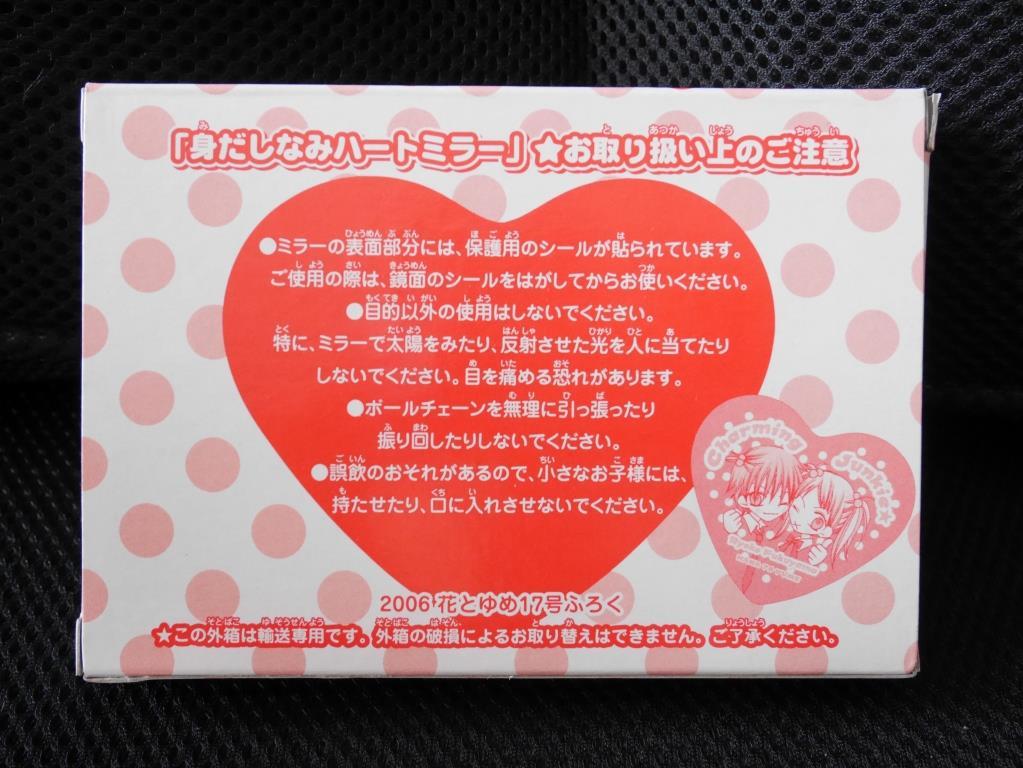 「身だしなみハートミラー」★お取り扱い上のご注意
●ミラーの表面部分には、保護用のシールが貼られています。
ご使用の際は、鏡面のシールをはがしてからお使いください。
●目的以外の使用はしないでください。
特に、ミラーで太陽をみたり、反射させた光を人に当てたり
しないでください。目を痛める恐れがあります。
●ボールチェーンを無理に引っ張ったり
振り回したりしないでください。
●誤飲のおそれがあるので、小さなお子様には、
持たせたり、口に入れさせないでください。
Charming
Junkies
Ryoko Fukuyama
2006 花とゆめ17号ふろく
★この外箱は輸送専用です。外箱の破損によるお取り替えはできません。ご了承ください。